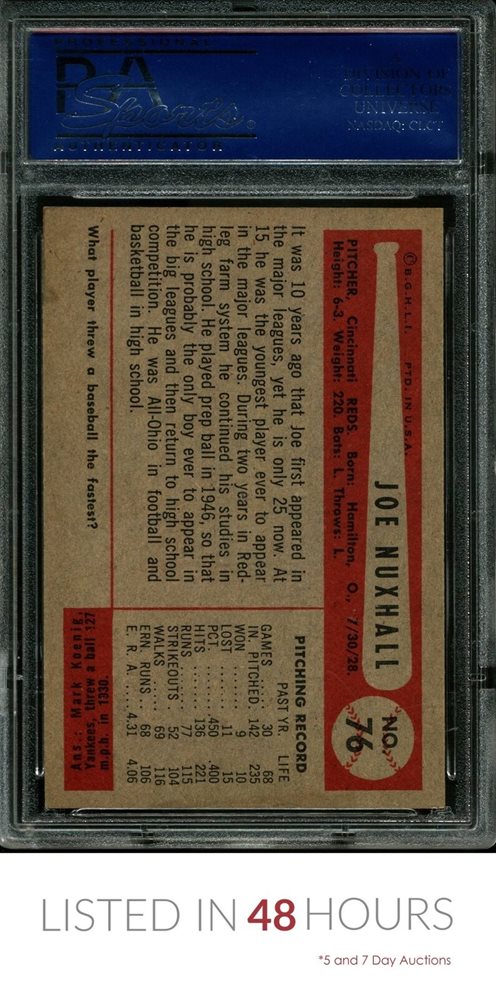 PROFESSIONAL
PSA
Sports
AUTHENTICATOR
A
DIVISION OF
COLLECTORS
UNIVERSE
NASDAQ: CLCT
© B.G.H.L.I. PTD. IN U.S.A.
JOE NUXHALL
NO.
76
PITCHER, Cincinnati REDS. Born: Hamilton, O., 7/30/28.
Height: 6-3. Weight: 220. Bats: L. Throws: L.
It was 10 years ago that Joe first appeared in
the major leagues, yet he is only 25 now. At
15 he was the youngest player ever to appear
in the major leagues. During two years in Red-
leg farm system he continued his studies in
high school. He played prep ball in 1946, so that
he is probably the only boy ever to appear in
the big leagues and then return to high school
competition. He was All-Ohio in football and
basketball in high school.
PITCHING RECORD
PAST YR. LIFE
GAMES 30 68
IN. PITCHED: 142 235
WON ....... 9 10
LOST ....... 11 15
PCT ....... 450 400
HITS ....... 136 221
RUNS ....... 77 115
STRIKEOUTS 52 104
WALKS ..... 69 116
ERN. RUNS .. 68 106
E. R. A. ....4.31 4.06
What player threw a baseball the fastest?
Ans.: Mark Koenig,
Yankees, threw a ball 127
m.p.h. in 1930.
LISTED IN 48 HOURS
*5 and 7 Day Auctions